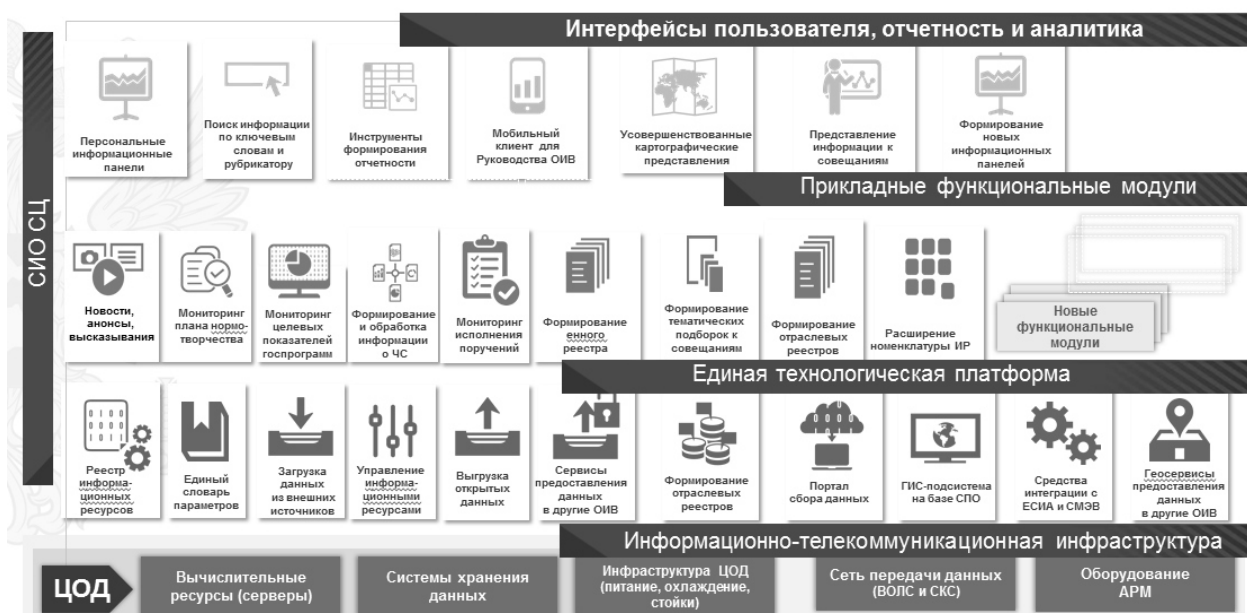 Интерфейсы пользователя, отчетность и аналитика
СИО СЦ
Персональные
информационные
панели
Поиск информации
по ключевым
словам и
рубрикатору
Инструменты
формирования
отчетности
Мобильный
клиент для
Руководства ОИВ
Усовершенствованные
картографические
представления
Представление
информации к
совещаниям
Формирование
новых
информационных
панелей
Прикладные функциональные модули
Новости,
анонсы,
высказывания
Мониторинг
плана нормо-
творчества
Мониторинг
целевых
показателей
госпрограмм
Формирование
и обработка
информации
о ЧС
Мониторинг
исполнения
поручений
Формирование
енного
реестра
Формирование
тематических
подборок к
совещаниям
Формирование
отраслевых
реестров
Расширение
номенклатуры ИР
Новые
функциональные
модули
Единая технологическая платформа
Реестр
информа-
ционных
ресурсов
Единый
словарь
параметров
Загрузка
данных
из внешних
источников
Управление
информа-
ционными
ресурсами
Выгрузка
открытых
данных
Сервисы
предоставления
данных
в другие ОИВ
Формирование
отраслевых
реестров
Портал
сбора данных
ГИС-подсистема
на базе СПО
Средства
интеграции с
ЕСИА и СМЭВ
Геосервисы
предоставления
данных
в другие ОИВ
Информационно-телекоммуникационная инфраструктура
ЦОД
Вычислительные
ресурсы (серверы)
Системы хранения
данных
Инфраструктура ЦОД
(питание, охлаждение,
стойки)
Сеть передачи данных
(ВОЛС и СКС)
Оборудование
АРМ